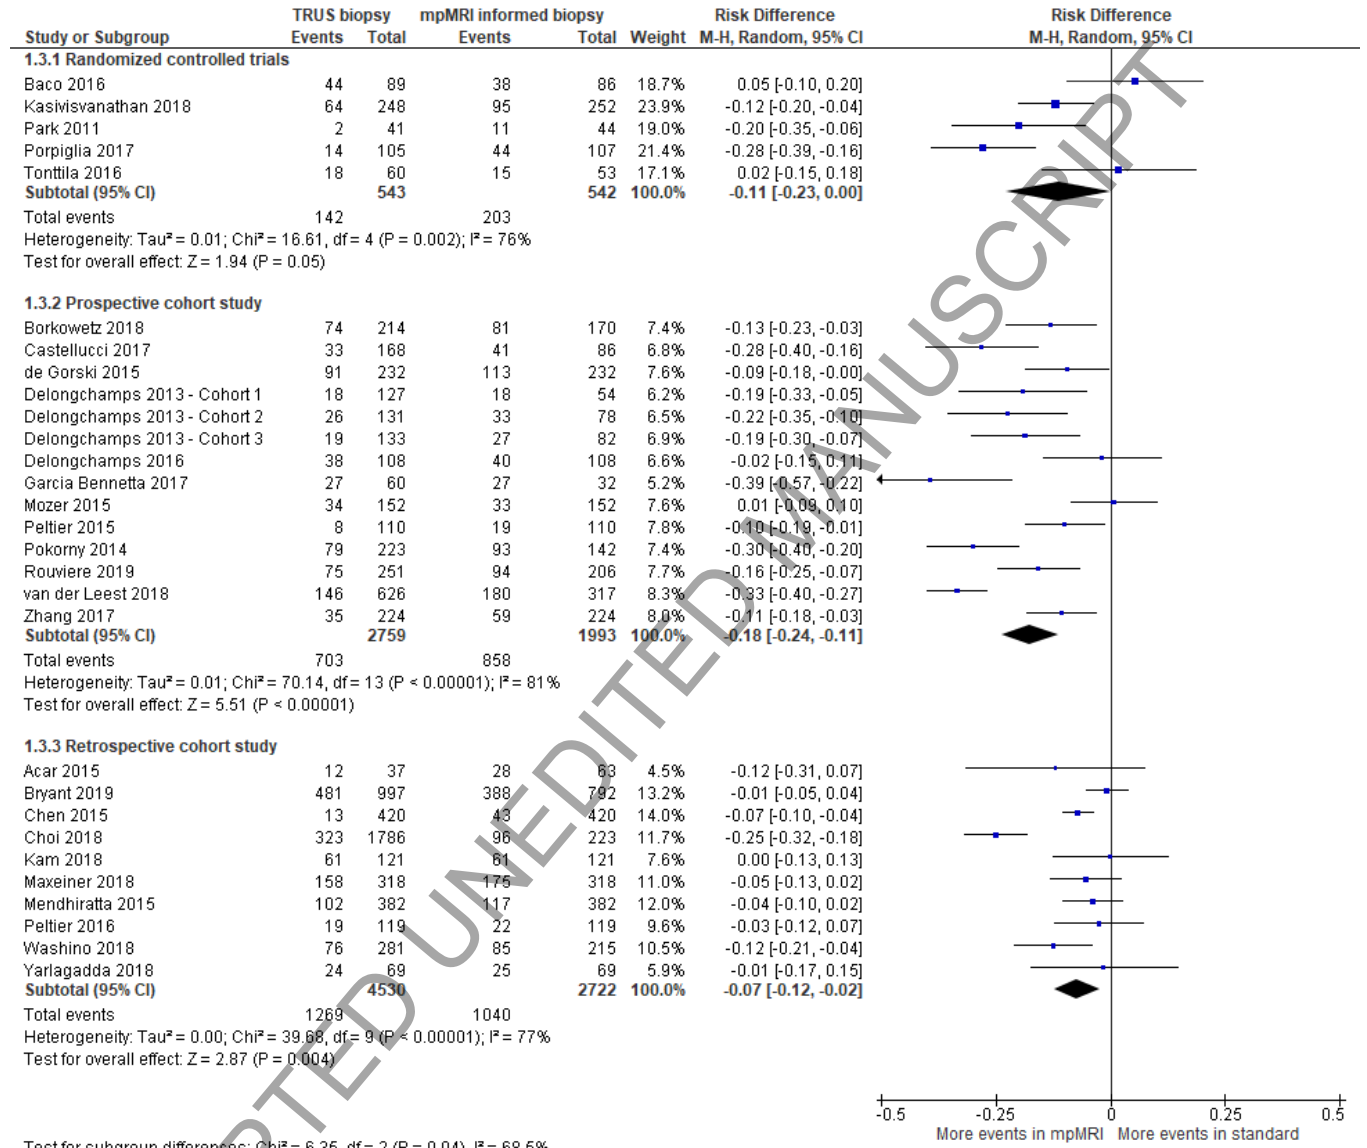 TRUS biopsy mpMRI informed biopsy Risk Difference Risk Difference
Study or Subgroup Events Total Events Total Weight M-H, Random, 95% CI M-H, Random, 95% CI
1.3.1 Randomized controlled trials
Baco 2016 44 89 38 86 18.7% 0.05 [-0.10, 0.20]
Kasivisvanathan 2018 64 248 95 252 23.9% -0.12 [-0.20, -0.04]
Park 2011 2 41 11 44 19.0% -0.20 [-0.35, -0.06]
Porpiglia 2017 14 105 44 107 21.4% -0.28 [-0.39, -0.16]
Tonttila 2016 18 60 15 53 17.1% 0.02 [-0.15, 0.18]
Subtotal (95% CI) 543 542 100.0% -0.11 [-0.23, 0.00]
Total events 142 203
Heterogeneity: Tau² = 0.01; Chi² = 16.61, df = 4 (P = 0.002); I² = 76%
Test for overall effect: Z = 1.94 (P = 0.05)
1.3.2 Prospective cohort study
Borkowetz 2018 74 214 81 170 7.4% -0.13 [-0.23, -0.03]
Castellucci 2017 33 168 41 86 6.8% -0.28 [-0.40, -0.16]
de Gorski 2015 91 232 113 232 7.6% -0.09 [-0.18, -0.00]
Delongchamps 2013 - Cohort 1 18 127 18 54 6.2% -0.19 [-0.33, -0.05]
Delongchamps 2013 - Cohort 2 26 131 33 78 6.5% -0.22 [-0.35, -0.10]
Delongchamps 2013 - Cohort 3 19 133 27 82 6.9% -0.19 [-0.30, -0.07]
Delongchamps 2016 38 108 40 108 6.6% -0.02 [-0.15, 0.11]
Garcia Bennetta 2017 27 60 27 32 5.2% -0.39 [-0.57, -0.22]
Mozer 2015 34 152 33 152 7.6% 0.01 [-0.09, 0.10]
Peltier 2015 8 110 19 110 7.8% -0.10 [-0.19, -0.01]
Pokorny 2014 79 223 93 142 7.4% -0.30 [-0.40, -0.20]
Rouviere 2019 75 251 94 206 7.7% -0.16 [-0.25, -0.07]
van der Leest 2018 146 626 180 317 8.3% -0.33 [-0.40, -0.27]
Zhang 2017 35 224 59 224 8.0% -0.11 [-0.18, -0.03]
Subtotal (95% CI) 2759 1993 100.0% -0.18 [-0.24, -0.11]
Total events 703 858
Heterogeneity: Tau² = 0.01; Chi² = 70.14, df = 13 (P < 0.00001); I² = 81%
Test for overall effect: Z = 5.51 (P < 0.00001)
1.3.3 Retrospective cohort study
Acar 2015 12 37 28 63 4.5% -0.12 [-0.31, 0.07]
Bryant 2019 481 997 388 792 13.2% -0.01 [-0.05, 0.04]
Chen 2015 13 420 43 420 14.0% -0.07 [-0.10, -0.04]
Choi 2018 323 1786 96 223 11.7% -0.25 [-0.32, -0.18]
Kam 2018 61 121 61 121 7.6% 0.00 [-0.13, 0.13]
Maxeiner 2018 158 318 175 318 11.0% -0.05 [-0.13, 0.02]
Mendhiratta 2015 102 382 117 382 12.0% -0.04 [-0.10, 0.02]
Peltier 2016 19 119 22 119 9.6% -0.03 [-0.12, 0.07]
Washino 2018 76 281 85 215 10.5% -0.12 [-0.21, -0.04]
Yarlagadda 2018 24 69 25 69 5.9% -0.01 [-0.17, 0.15]
Subtotal (95% CI) 4530 2722 100.0% -0.07 [-0.12, -0.02]
Total events 1269 1040
Heterogeneity: Tau² = 0.00; Chi² = 39.68, df = 9 (P < 0.00001); I² = 77%
Test for overall effect: Z = 2.87 (P = 0.004)
-0.5 -0.25 0 0.25 0.5
More events in mpMRI More events in standard
Test for subgroup differences: Chi² = 6.35, df = 2 (P = 0.04), I² = 68.5%
RTED UNEDITED MANUSCRIPT